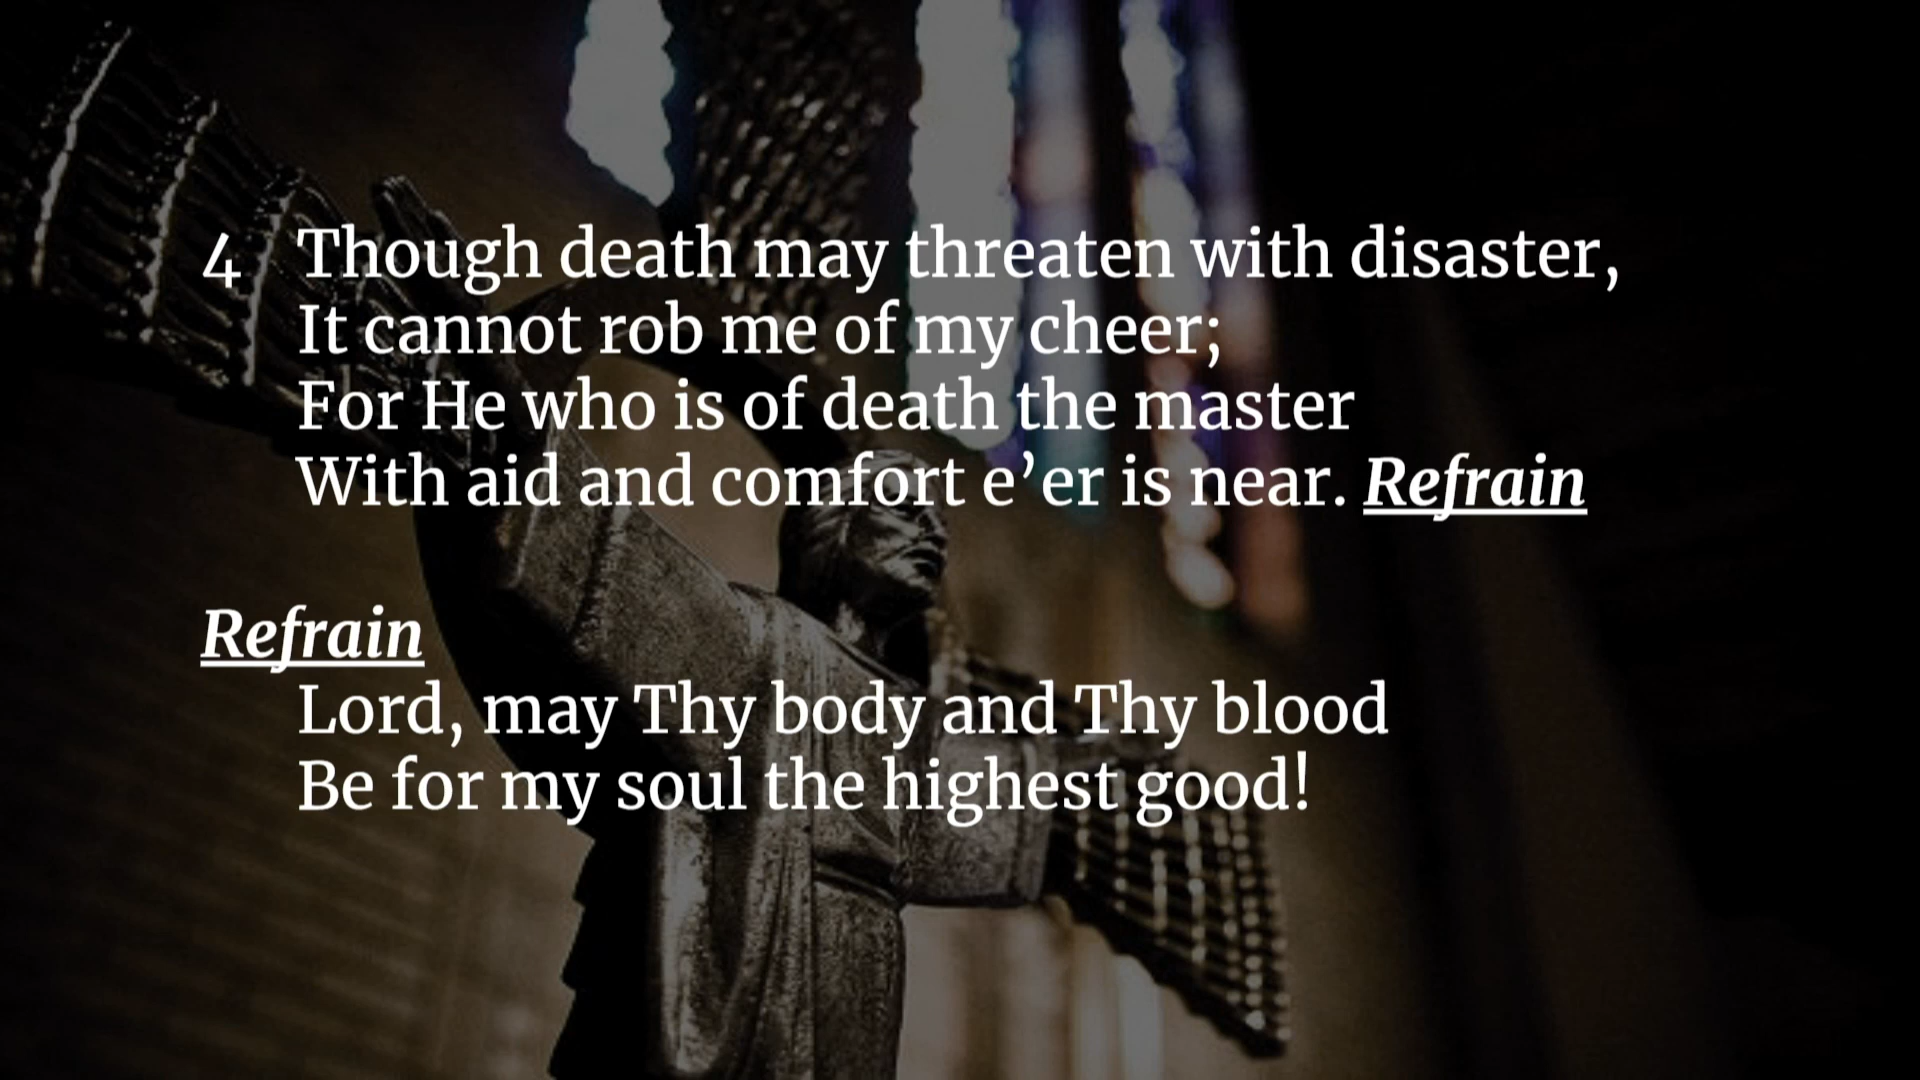 4 Though death may threaten with disaster,
It cannot rob me of my cheer;
For He who is of death the master
With aid and comfort e’er is near. Refrain
Refrain
Lord, may Thy body and Thy blood
Be for my soul the highest good!